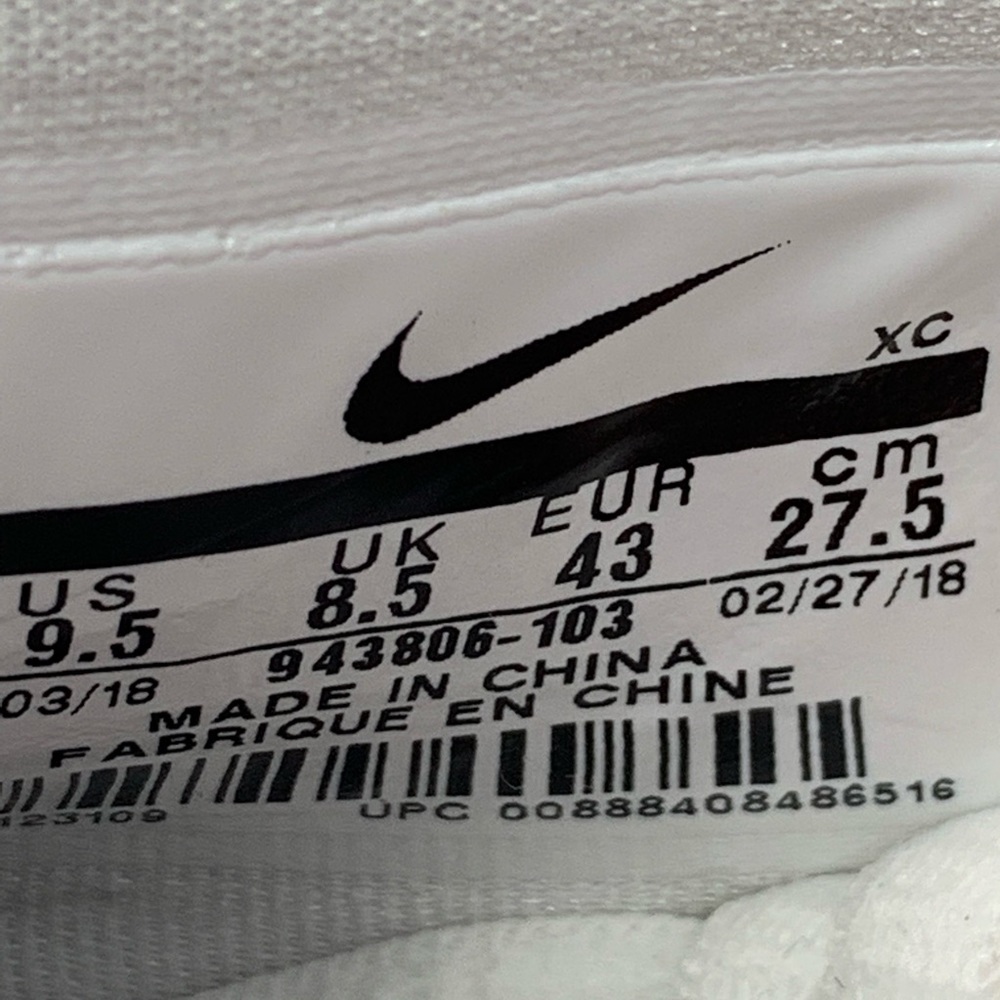 XC
US UK EUR cm
9.5 8.5 43 27.5
03/18 943806-103 02/27/18
MADE IN CHINA
FABRIQUE EN CHINE
123109 UPC 00888408486516